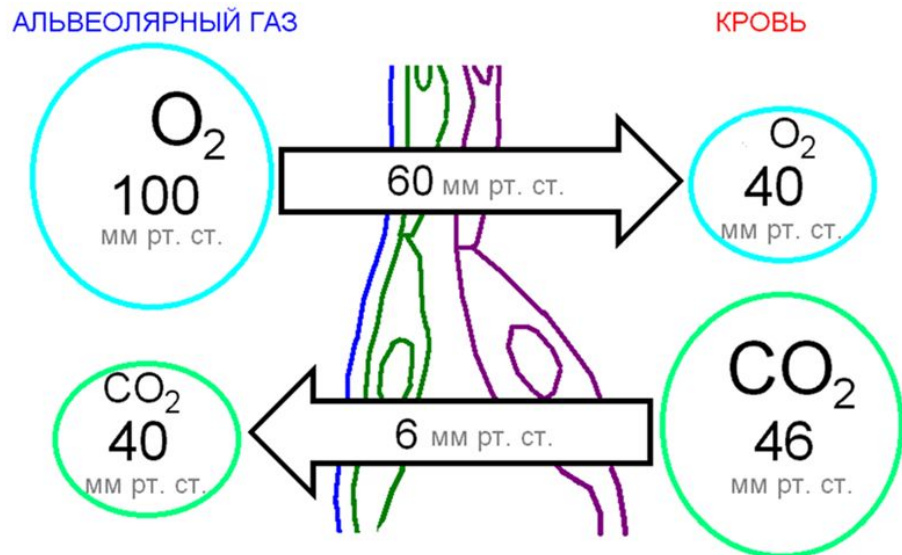 АЛЬВЕОЛЯРНЫЙ ГАЗ
КРОВЬ
O₂
100
мм рт. ст.
60 мм рт. ст.
O₂
40
мм рт. ст.
CO₂
40
мм рт. ст.
6 мм рт. ст.
CO₂
46
мм рт. ст.